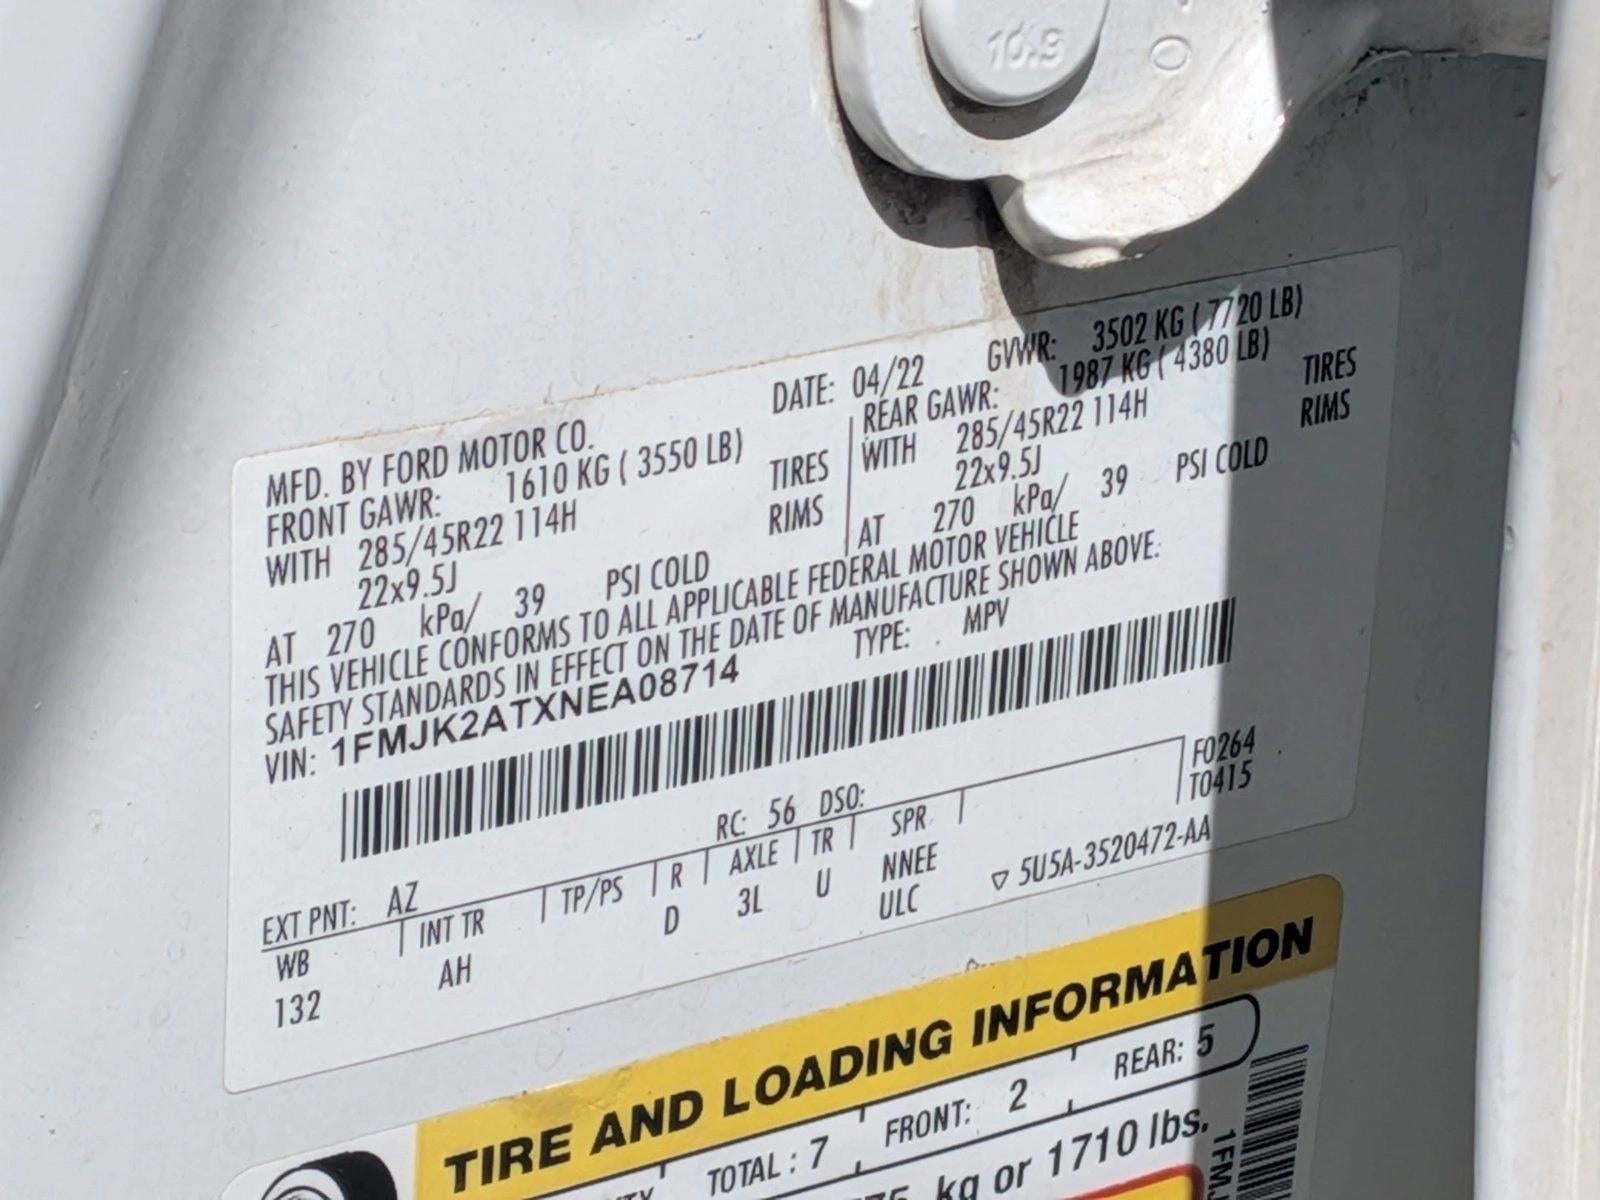 10.9
O
MFD. BY FORD MOTOR CO. DATE: 04/22 GVWR: 3502 KG ( 7720 LB)
FRONT GAWR: 1610 KG ( 3550 LB) REAR GAWR: 1987 KG ( 4380 LB)
WITH 285/45R22 114H TIRES WITH 285/45R22 114H TIRES
22x9.5J RIMS 22x9.5J RIMS
AT 270 kPa/ 39 PSI COLD AT 270 kPa/ 39 PSI COLD
THIS VEHICLE CONFORMS TO ALL APPLICABLE FEDERAL MOTOR VEHICLE
SAFETY STANDARDS IN EFFECT ON THE DATE OF MANUFACTURE SHOWN ABOVE.
VIN: 1FMJK2ATXNEA08714 TYPE: MPV
F0264
T0415
EXT PNT: AZ RC: 56 DSO:
WB INT TR TP/PS R AXLE TR SPR
132 AH D 3L U NNEE
ULC
▽ 5U5A-3520472-AA
TIRE AND LOADING INFORMATION
TOTAL : 7 FRONT: 2 REAR: 5
kg or 1710 lbs.